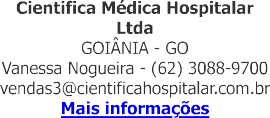 Cientifica Médica Hospitalar
Ltda
GOIÂNIA - GO
Vanessa Nogueira - (62) 3088-9700
vendas3@cientificahospitalar.com.br
Mais informações